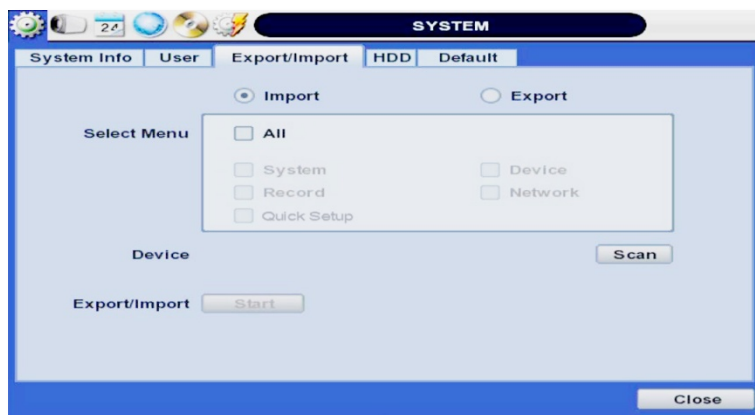 24 SYSTEM
System Info User Export/Import HDD Default
Import Export
Select Menu All
System Device
Record Network
Quick Setup
Device Scan
Export/Import Start
Close